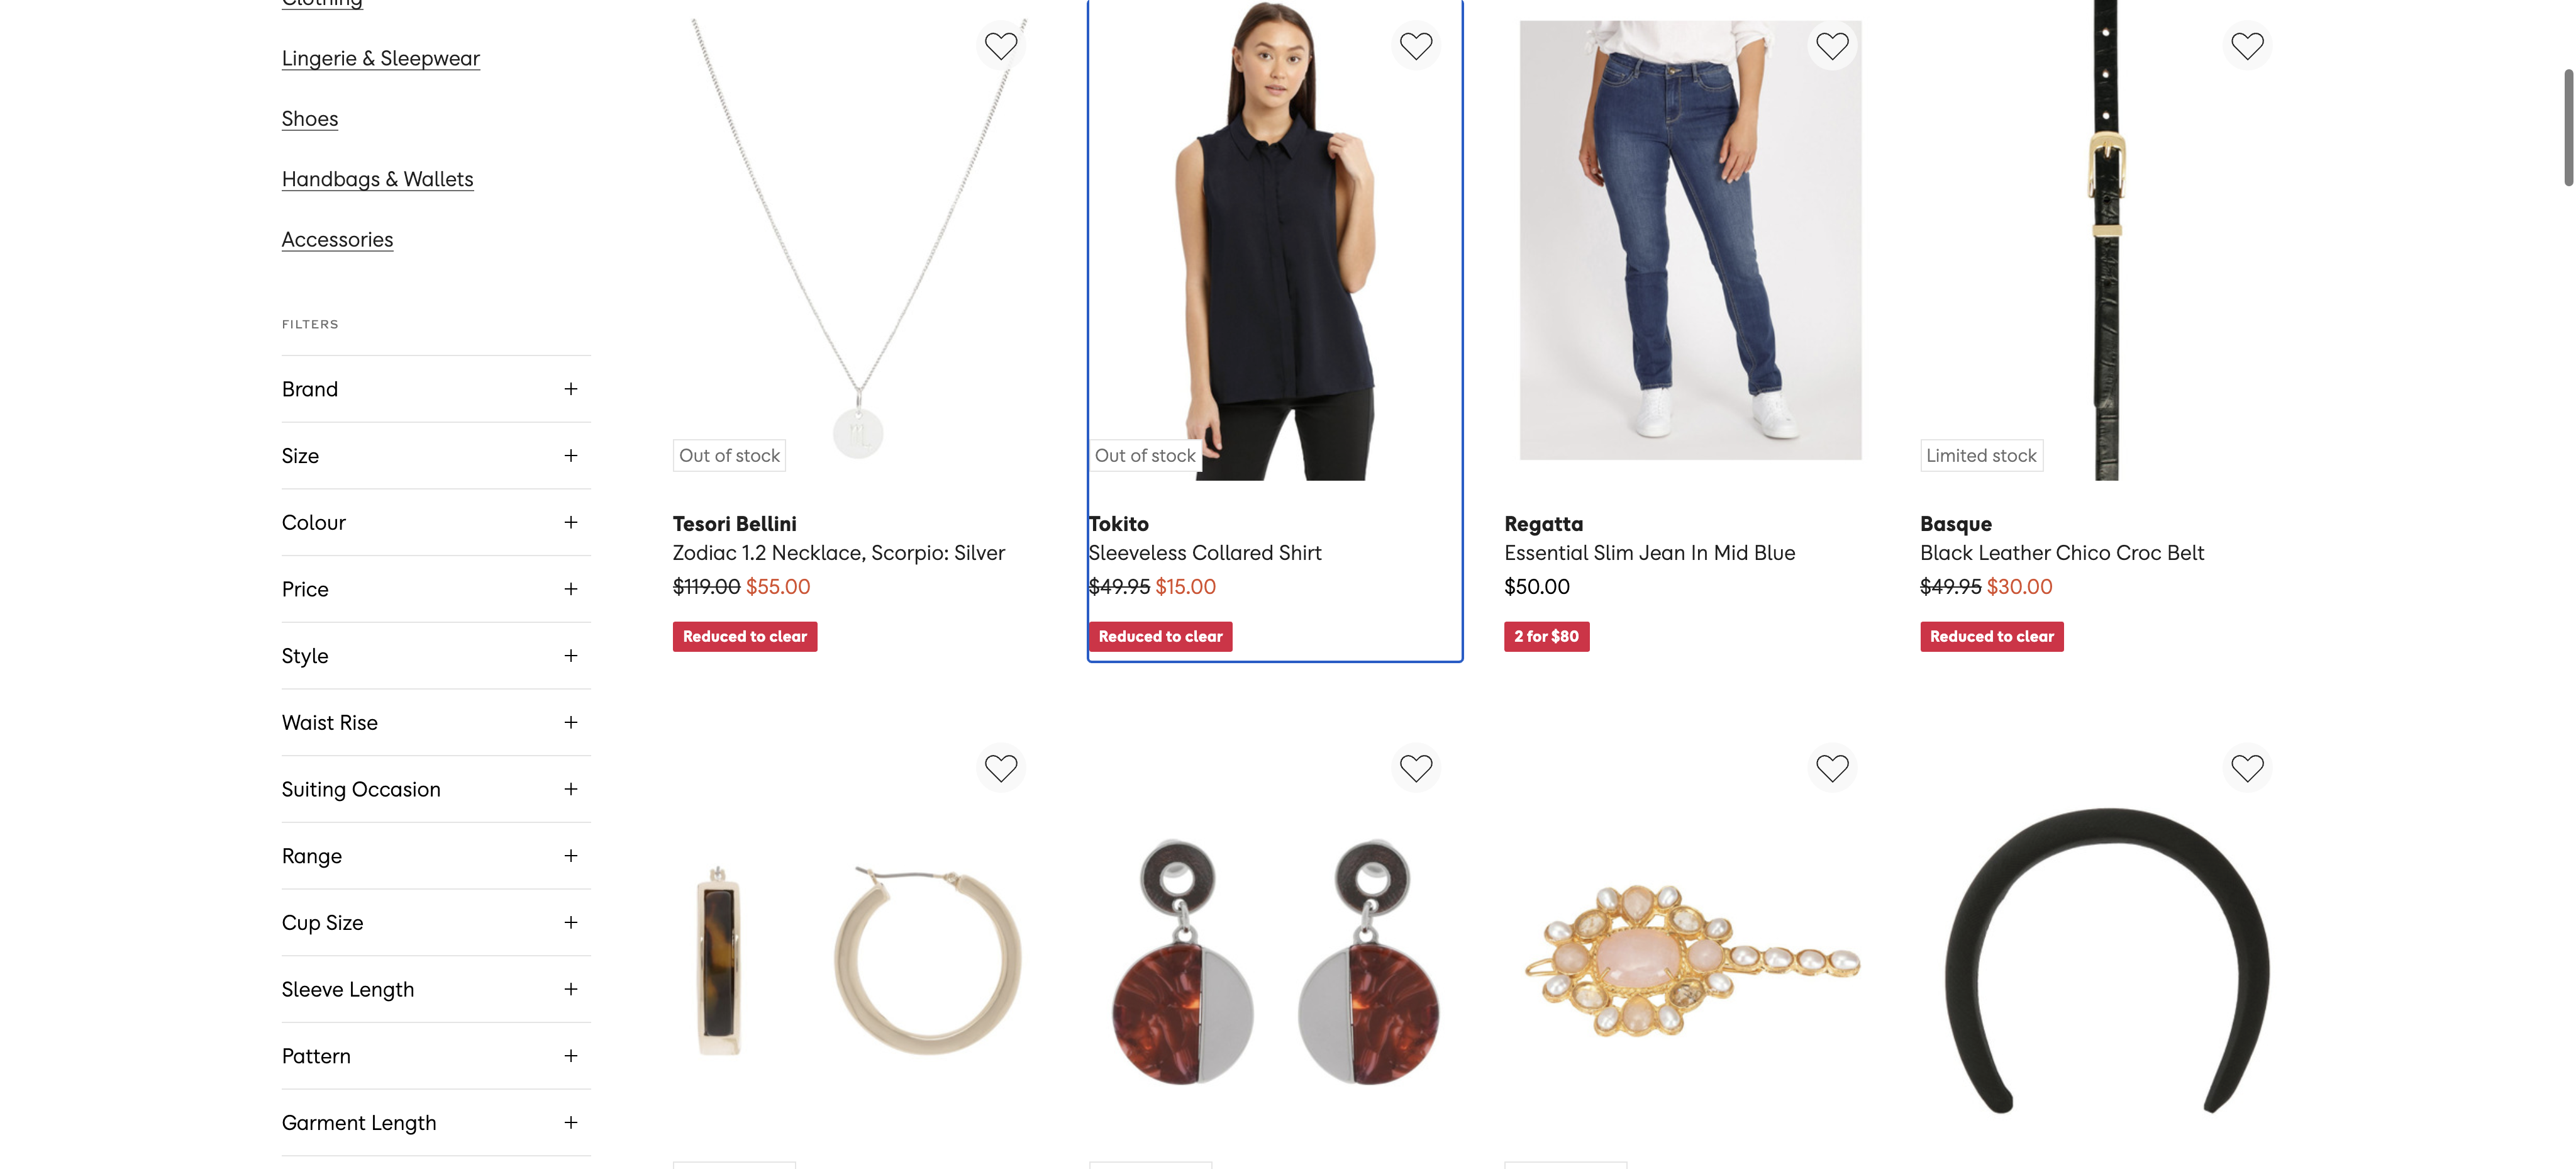 Clothing
Lingerie & Sleepwear
Shoes
Handbags & Wallets
Accessories
FILTERS
Brand +
Size +
Colour +
Price +
Style +
Waist Rise +
Suiting Occasion +
Range +
Cup Size +
Sleeve Length +
Pattern +
Garment Length +
Out of stock
Tesori Bellini
Zodiac 1.2 Necklace, Scorpio: Silver
$119.00 $55.00
Reduced to clear
Out of stock
Tokito
Sleeveless Collared Shirt
$49.95 $15.00
Reduced to clear
Regatta
Essential Slim Jean In Mid Blue
$50.00
2 for $80
Limited stock
Basque
Black Leather Chico Croc Belt
$49.95 $30.00
Reduced to clear